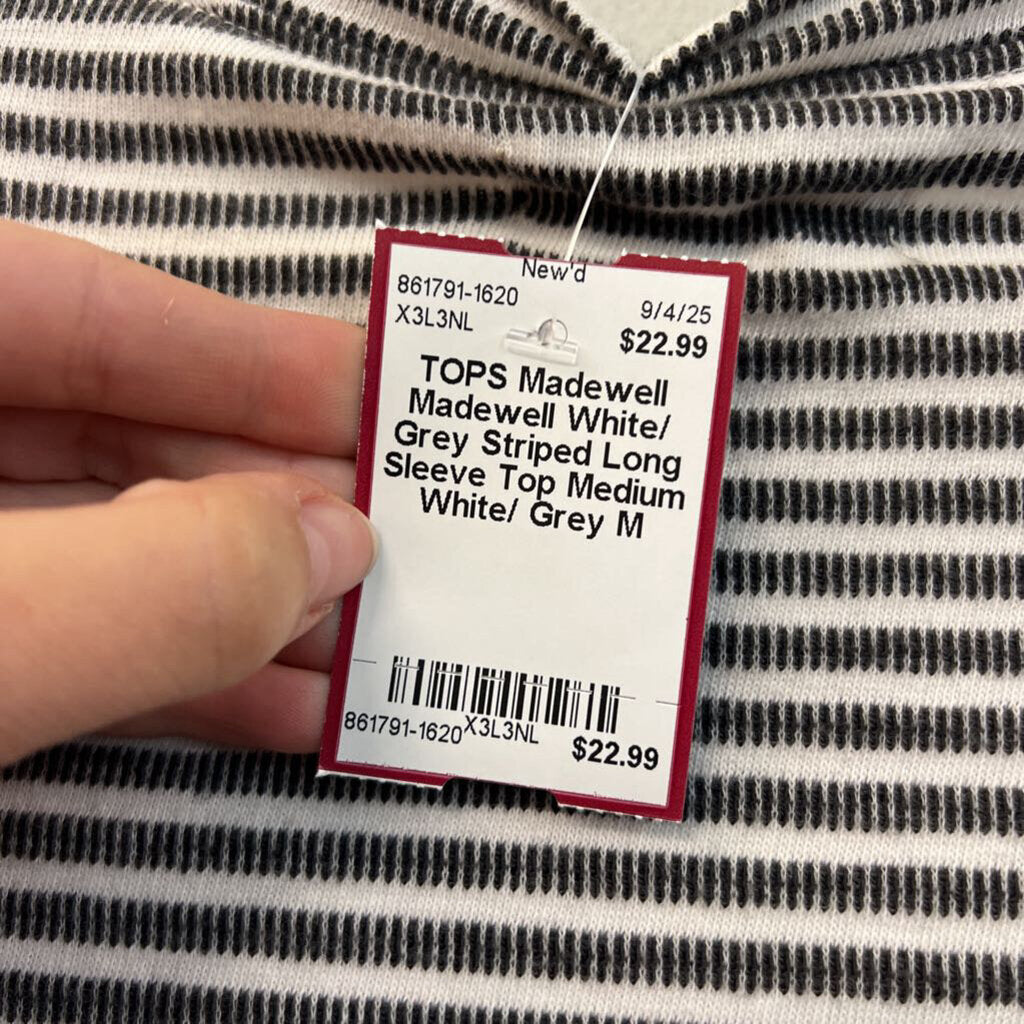 New'd
861791-1620 9/4/25
X3L3NL $22.99
TOPS Madewell
Madewell White/
Grey Striped Long
Sleeve Top Medium
White/ Grey M
861791-1620 X3L3NL $22.99